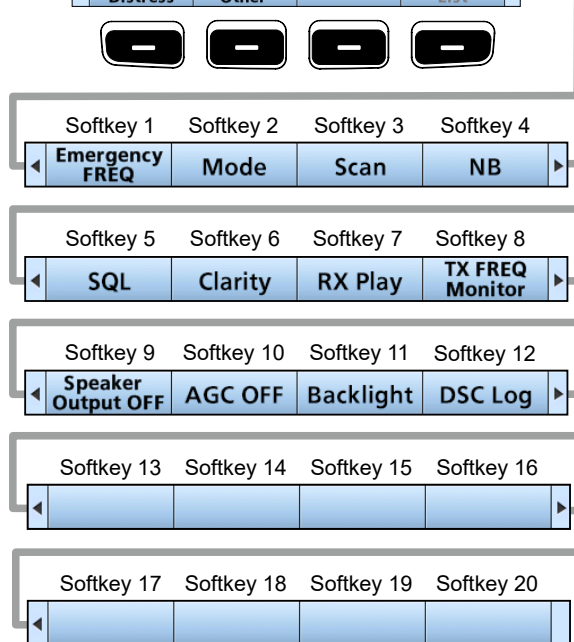 Distress Other List
Softkey 1 Softkey 2 Softkey 3 Softkey 4
Emergency FREQ Mode Scan NB
Softkey 5 Softkey 6 Softkey 7 Softkey 8
SQL Clarity RX Play TX FREQ Monitor
Softkey 9 Softkey 10 Softkey 11 Softkey 12
Speaker Output OFF AGC OFF Backlight DSC Log
Softkey 13 Softkey 14 Softkey 15 Softkey 16
Softkey 17 Softkey 18 Softkey 19 Softkey 20